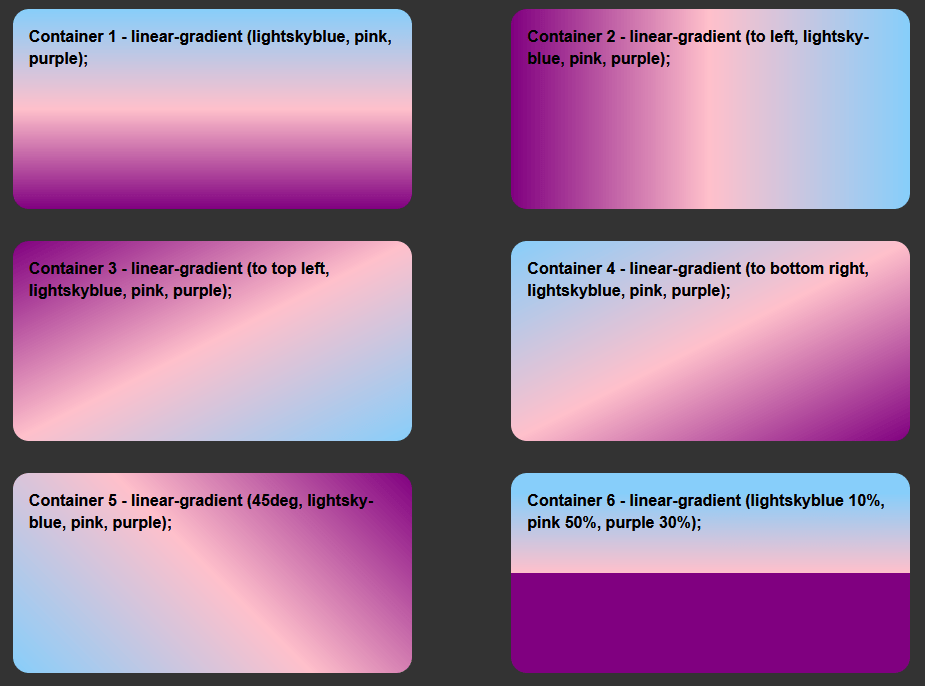 Container 1 - linear-gradient (lightskyblue, pink,
purple);
Container 2 - linear-gradient (to left, lightsky-
blue, pink, purple);
Container 3 - linear-gradient (to top left,
lightskyblue, pink, purple);
Container 4 - linear-gradient (to bottom right,
lightskyblue, pink, purple);
Container 5 - linear-gradient (45deg, lightsky-
blue, pink, purple);
Container 6 - linear-gradient (lightskyblue 10%,
pink 50%, purple 30%);